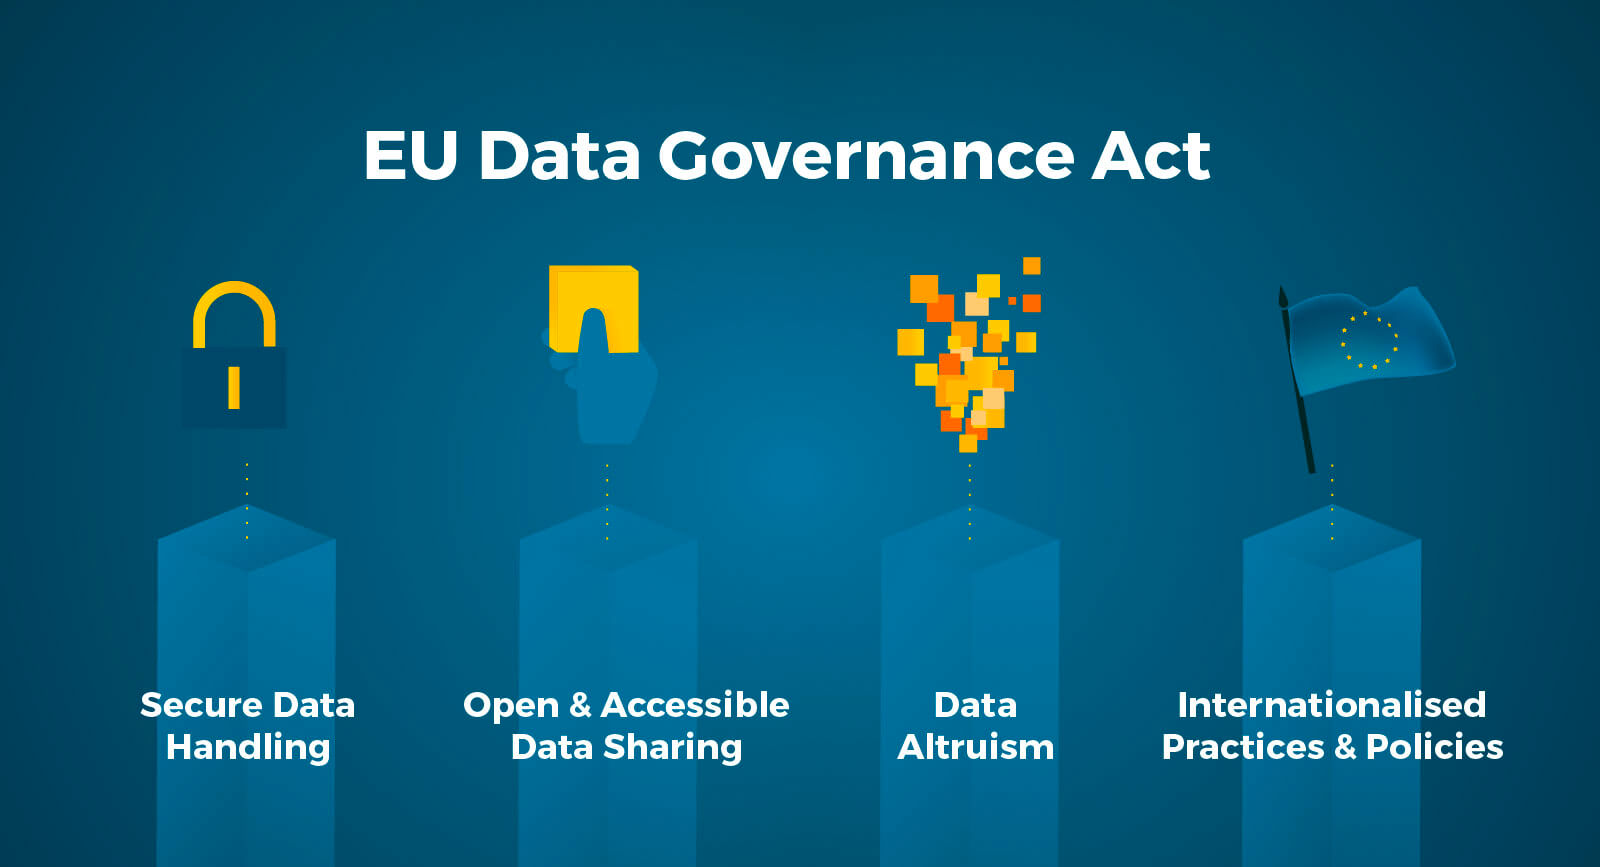 EU Data Governance Act
Secure Data
Handling
Open & Accessible
Data Sharing
Data
Altruism
Internationalised
Practices & Policies